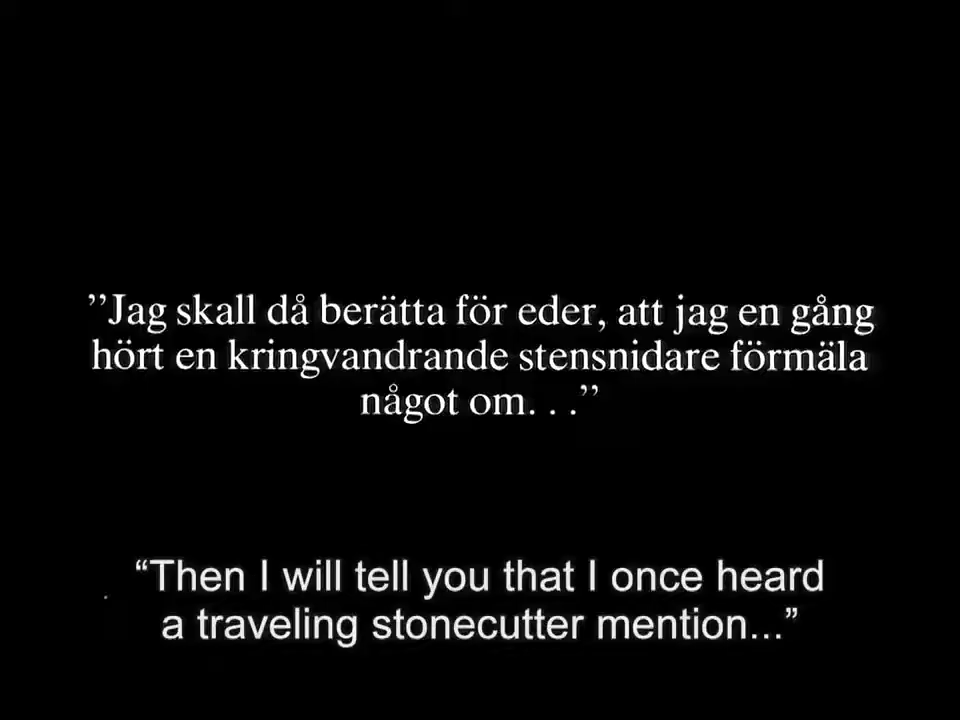 ”Jag skall då berätta för eder, att jag en gång
hört en kringvandrande stensnidare förmäla
något om. . .”
“Then I will tell you that I once heard
a traveling stonecutter mention...”